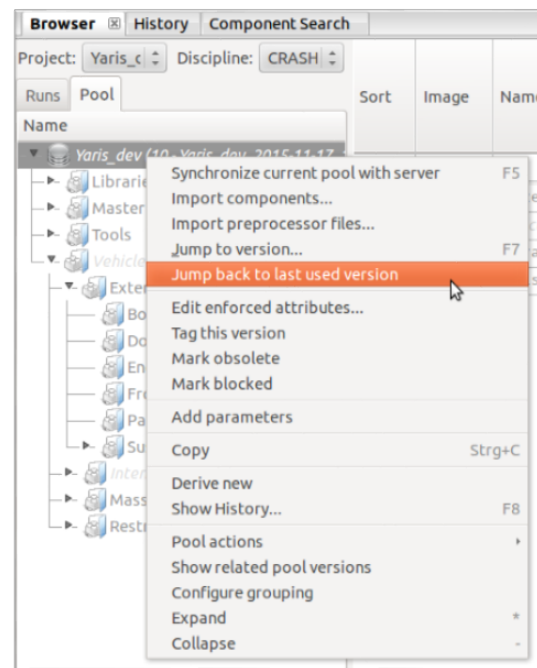 Browser History Component Search
Project: Yaris_c Discipline: CRASH
Runs Pool
Sort Image Name
Name
Yaris_dev (10 - Yaris_dev, 2015-11-17
Synchronize current pool with server F5
Import components...
Import preprocessor files...
Jump to version... F7
Jump back to last used version
Edit enforced attributes...
Tag this version
Mark obsolete
Mark blocked
Add parameters
Copy Strg+C
Derive new
Show History... F8
Pool actions
Show related pool versions
Configure grouping
Expand *
Collapse -
Librarie
Master
Tools
Vehicle
Exter
Bo
Do
En
Fr
Pa
Su
Inter
Mass
Restr